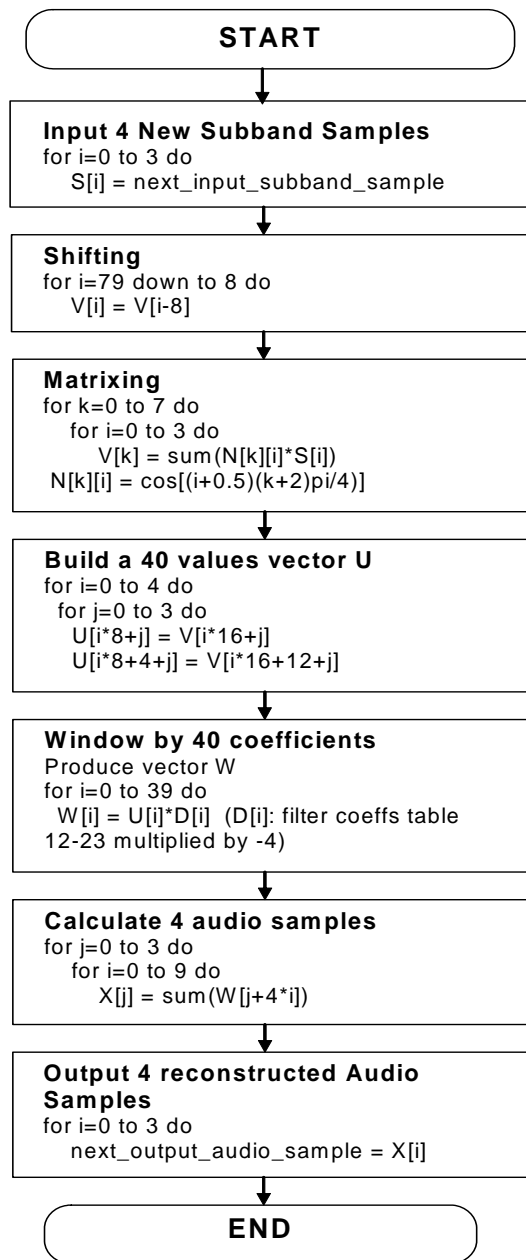 START
Input 4 New Subband Samples
for i=0 to 3 do
S[i] = next_input_subband_sample
Shifting
for i=79 down to 8 do
V[i] = V[i-8]
Matrixing
for k=0 to 7 do
for i=0 to 3 do
V[k] = sum(N[k][i]*S[i])
N[k][i] = cos[(i+0.5)(k+2)pi/4)]
Build a 40 values vector U
for i=0 to 4 do
for j=0 to 3 do
U[i*8+j] = V[i*16+j]
U[i*8+4+j] = V[i*16+12+j]
Window by 40 coefficients
Produce vector W
for i=0 to 39 do
W[i] = U[i]*D[i] (D[i]: filter coeffs table
12-23 multiplied by -4)
Calculate 4 audio samples
for j=0 to 3 do
for i=0 to 9 do
X[j] = sum(W[j+4*i])
Output 4 reconstructed Audio
Samples
for i=0 to 3 do
next_output_audio_sample = X[i]
END